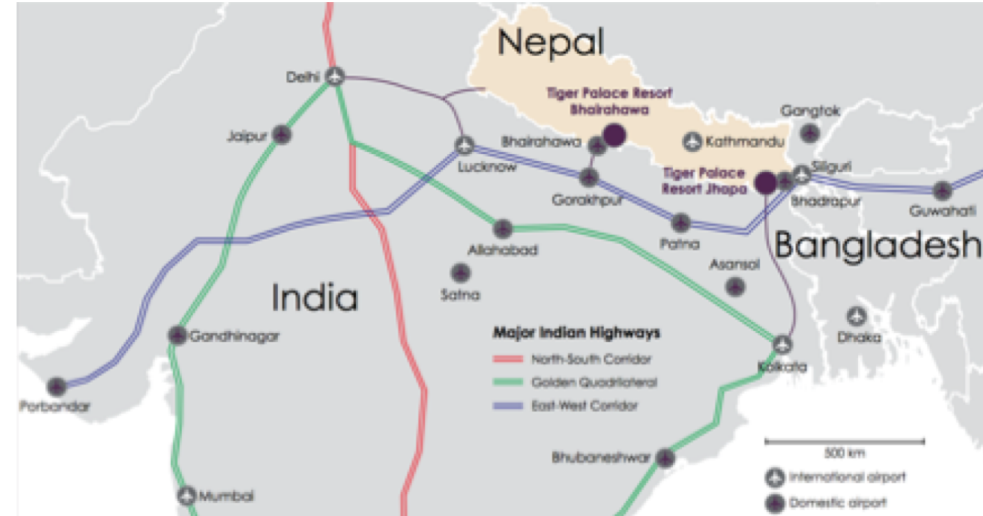 Nepal
Delhi
Tiger Palace Resort
Bhairahawa
Gangtok
Jaipur
Bhairahawa
Kathmandu
Lucknow
Tiger Palace
Resort Jhapa
Siliguri
Gorakhpur
Bhadrapur
Guwahati
Allahabad
Patna
Bangladesh
Asansol
India
Satna
Gandhinagar
Major Indian Highways
North-South Corridor
Golden Quadrilateral
East-West Corridor
Dhaka
Kolkata
Porbandar
500 km
Bhubaneshwar
International airport
Mumbai
Domestic airport